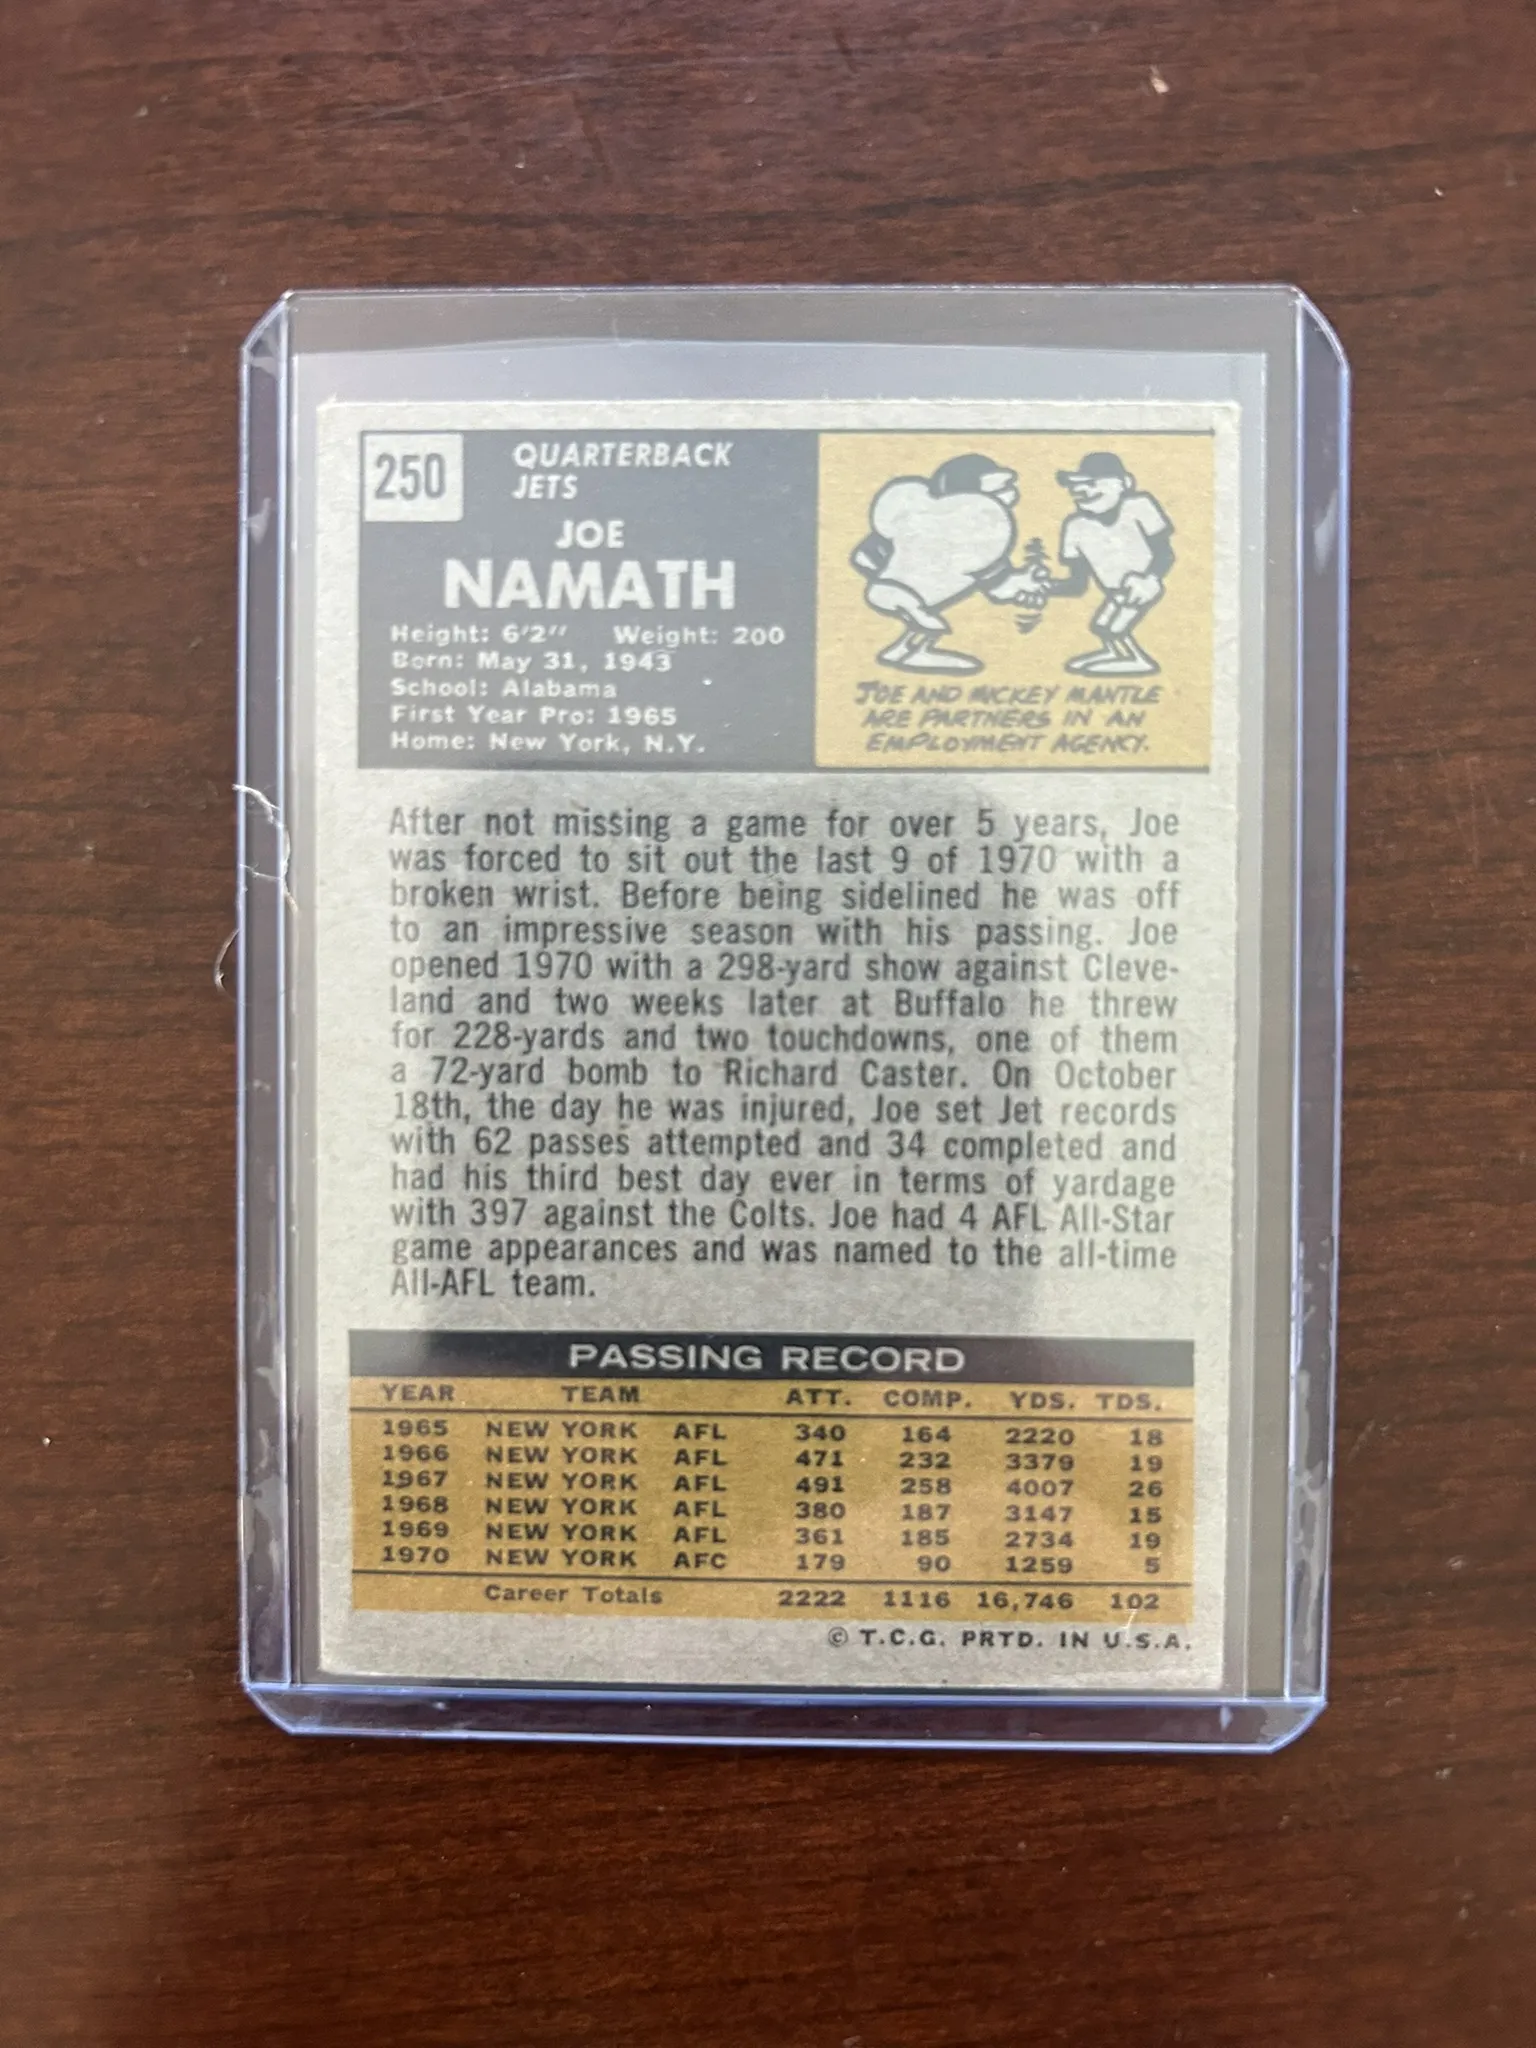 250
QUARTERBACK
JETS
JOE
NAMATH
Height: 6'2" Weight: 200
Born: May 31, 1943
School: Alabama
First Year Pro: 1965
Home: New York, N.Y.
JOE AND MICKEY MANTLE
ARE PARTNERS IN AN
EMPLOYMENT AGENCY.
After not missing a game for over 5 years, Joe
was forced to sit out the last 9 of 1970 with a
broken wrist. Before being sidelined he was off
to an impressive season with his passing. Joe
opened 1970 with a 298-yard show against Cleve-
land and two weeks later at Buffalo he threw
for 228-yards and two touchdowns, one of them
a 72-yard bomb to Richard Caster. On October
18th, the day he was injured, Joe set Jet records
with 62 passes attempted and 34 completed and
had his third best day ever in terms of yardage
with 397 against the Colts. Joe had 4 AFL All-Star
game appearances and was named to the all-time
All-AFL team.
PASSING RECORD
YEAR TEAM ATT. COMP. YDS. TDS.
1965 NEW YORK AFL 340 164 2220 18
1966 NEW YORK AFL 471 232 3379 19
1967 NEW YORK AFL 491 258 4007 26
1968 NEW YORK AFL 380 187 3147 15
1969 NEW YORK AFL 361 185 2734 19
1970 NEW YORK AFC 179 90 1259 5
Career Totals 2222 1116 16,746 102
© T.C.G. PRTD. IN U.S.A.